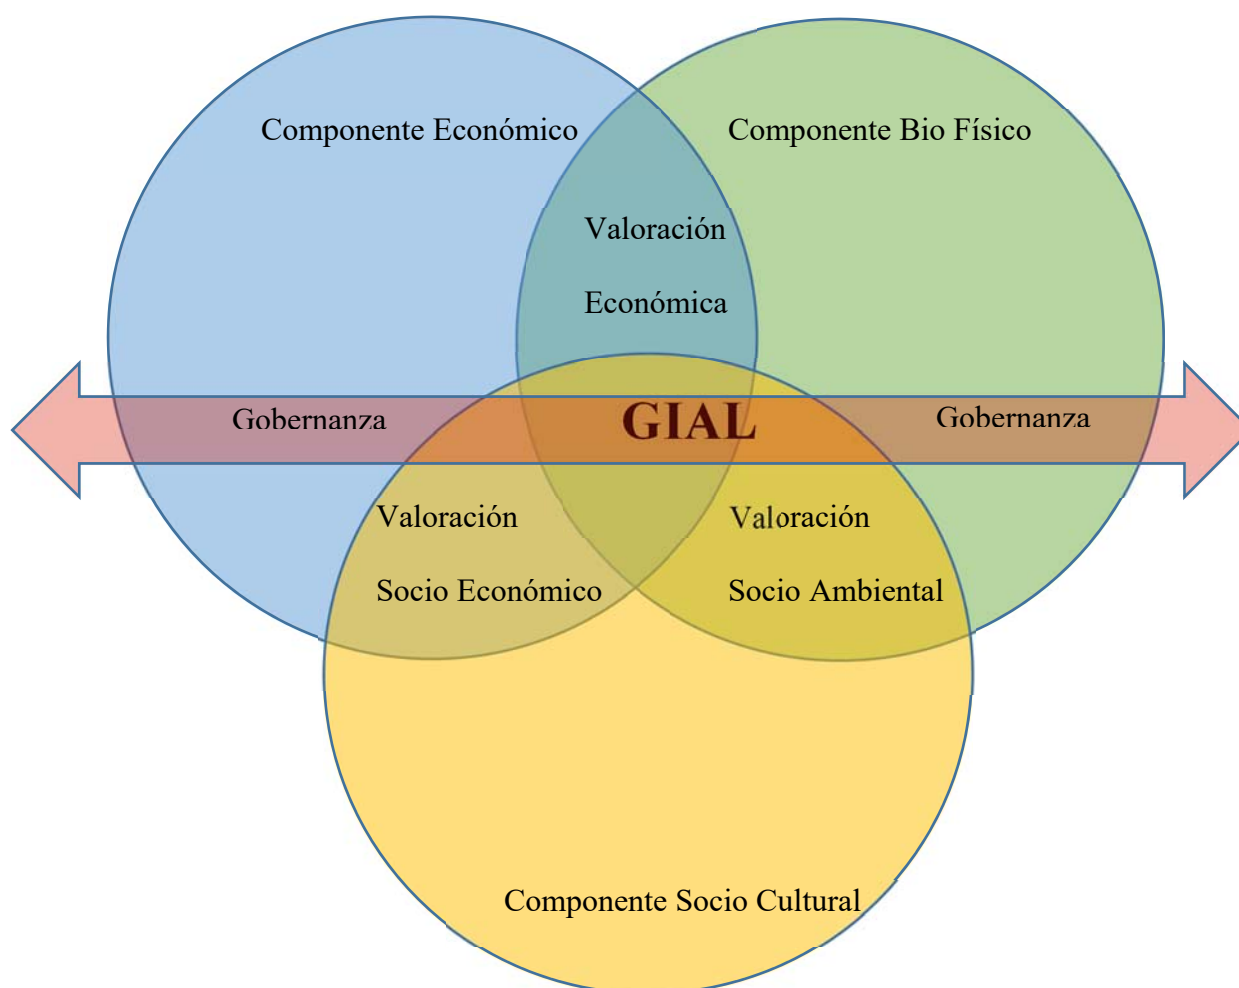 Componente Económico
Componente Bio Físico
Valoración
Económica
Gobernanza
GIAL
Gobernanza
Valoración
Socio Económico
Valoración
Socio Ambiental
Componente Socio Cultural